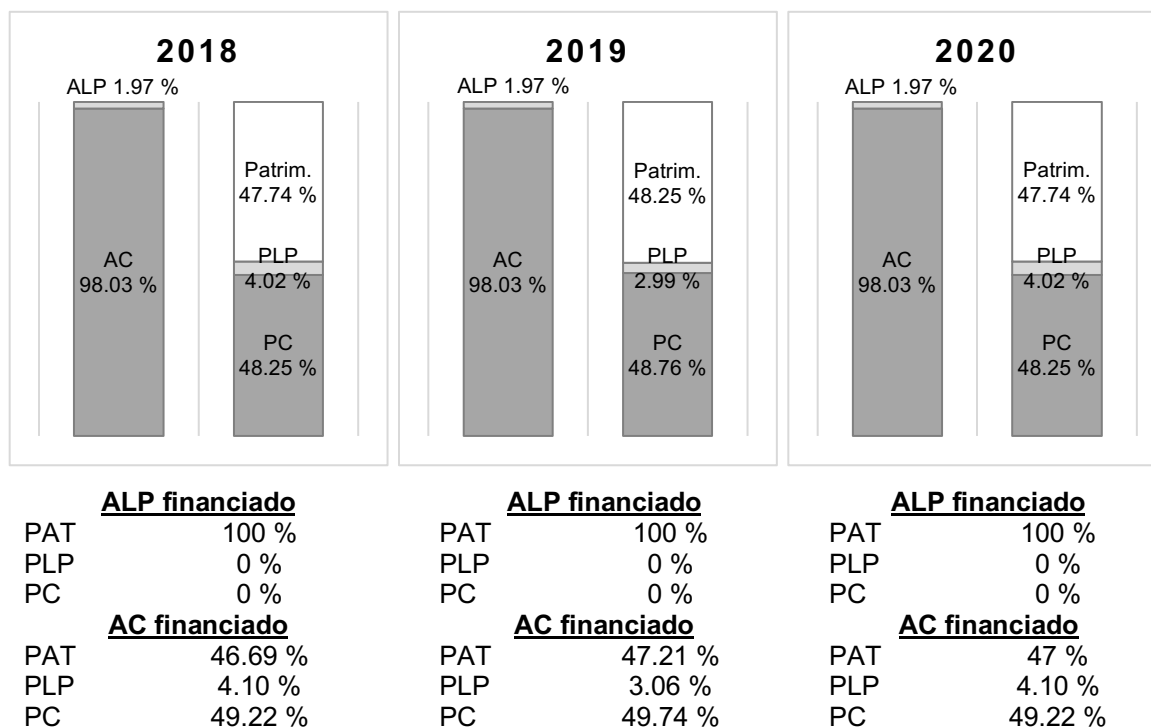 2018
ALP 1.97 %
Patrim.
47.74 %
AC
98.03 %
PLP
4.02 %
PC
48.25 %
2019
ALP 1.97 %
Patrim.
48.25 %
AC
98.03 %
PLP
2.99 %
PC
48.76 %
2020
ALP 1.97 %
Patrim.
47.74 %
AC
98.03 %
PLP
4.02 %
PC
48.25 %
ALP financiado
PAT 100 %
PLP 0 %
PC 0 %
AC financiado
PAT 46.69 %
PLP 4.10 %
PC 49.22 %
ALP financiado
PAT 100 %
PLP 0 %
PC 0 %
AC financiado
PAT 47.21 %
PLP 3.06 %
PC 49.74 %
ALP financiado
PAT 100 %
PLP 0 %
PC 0 %
AC financiado
PAT 47 %
PLP 4.10 %
PC 49.22 %